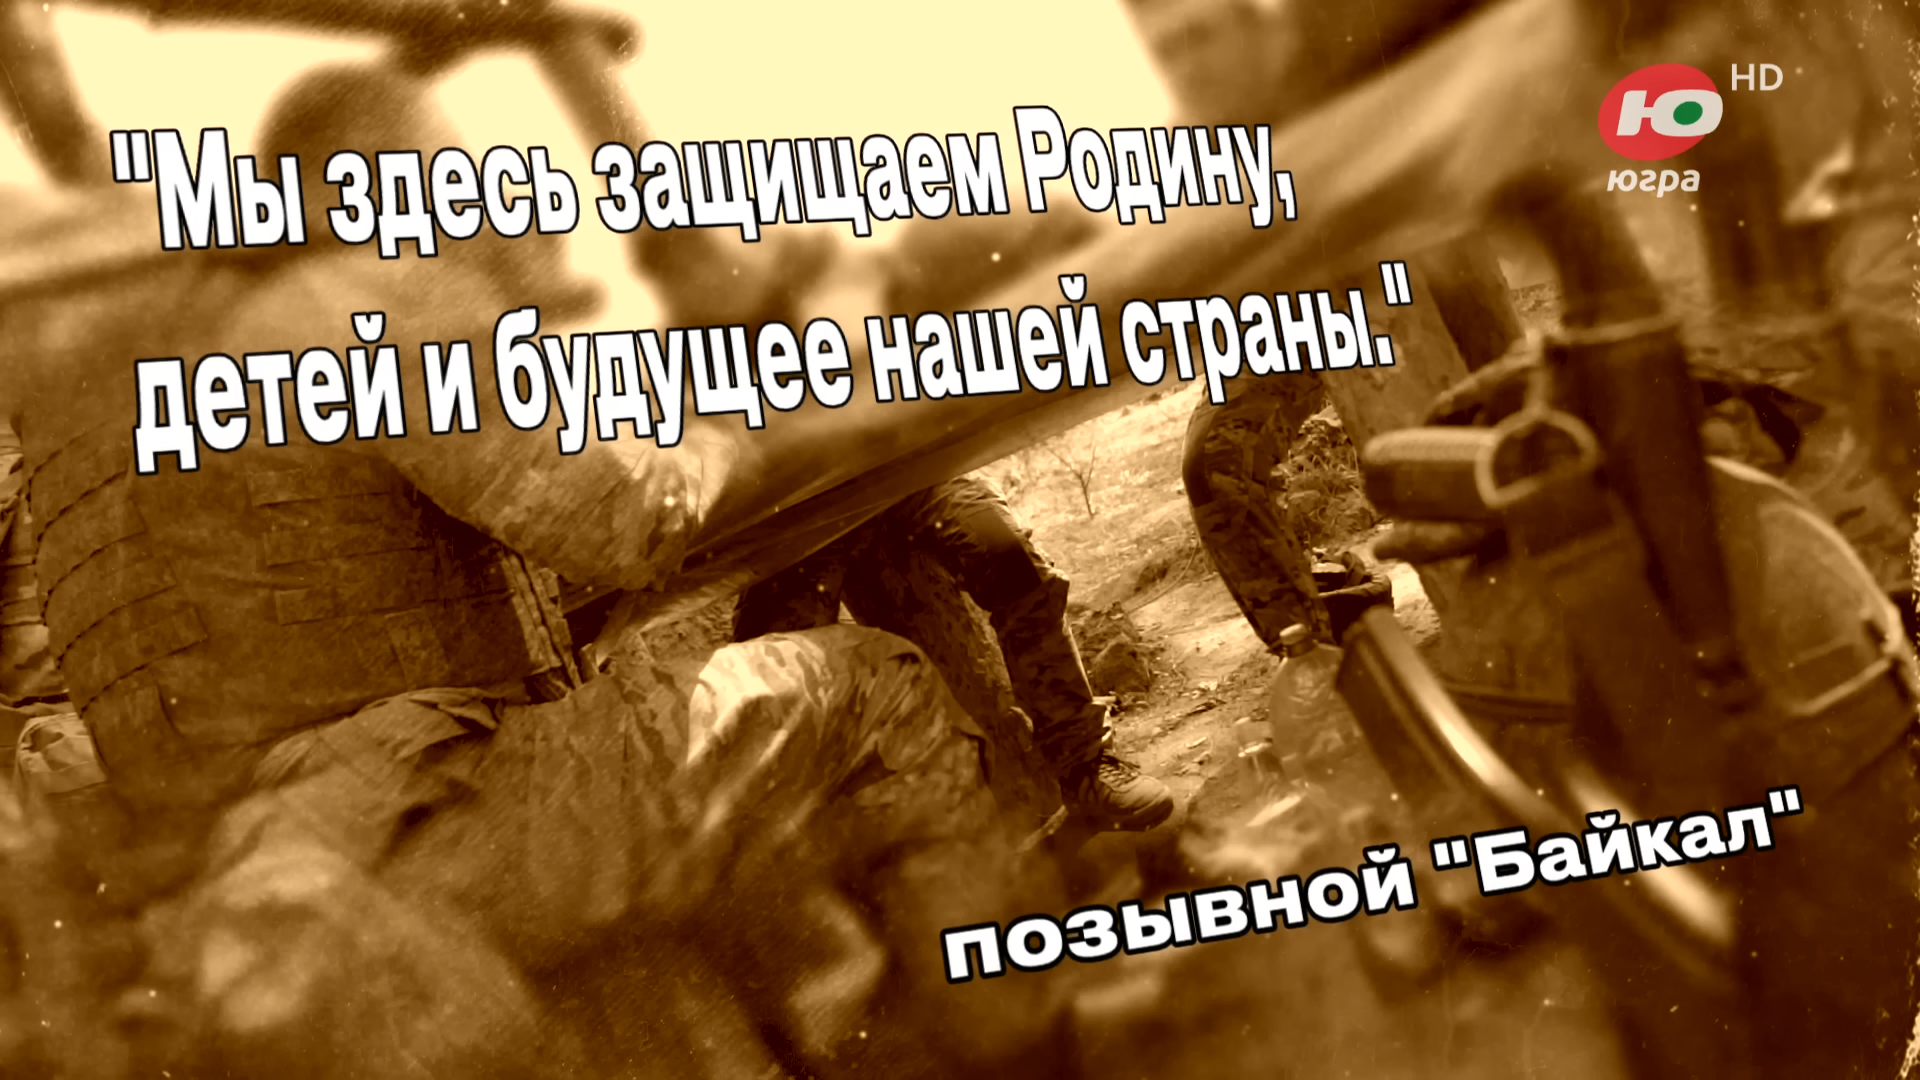 HD
Ю
югра
"Мы здесь защищаем Родину,
детей и будущее нашей страны."
позывной "Байкал"